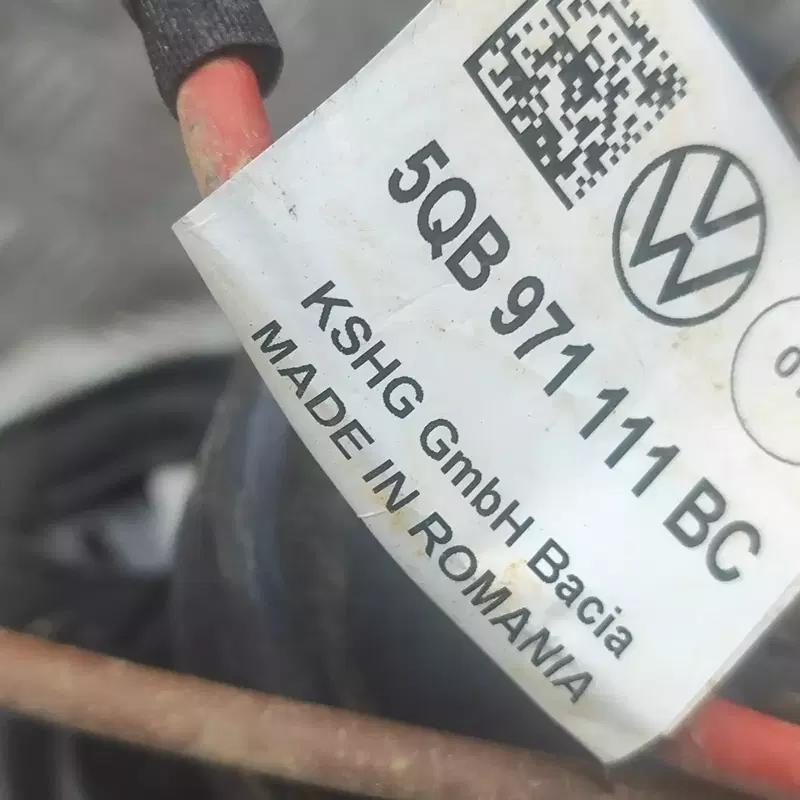 5QB 971 111 BC
KSHG GmbH Bacia
MADE IN ROMANIA